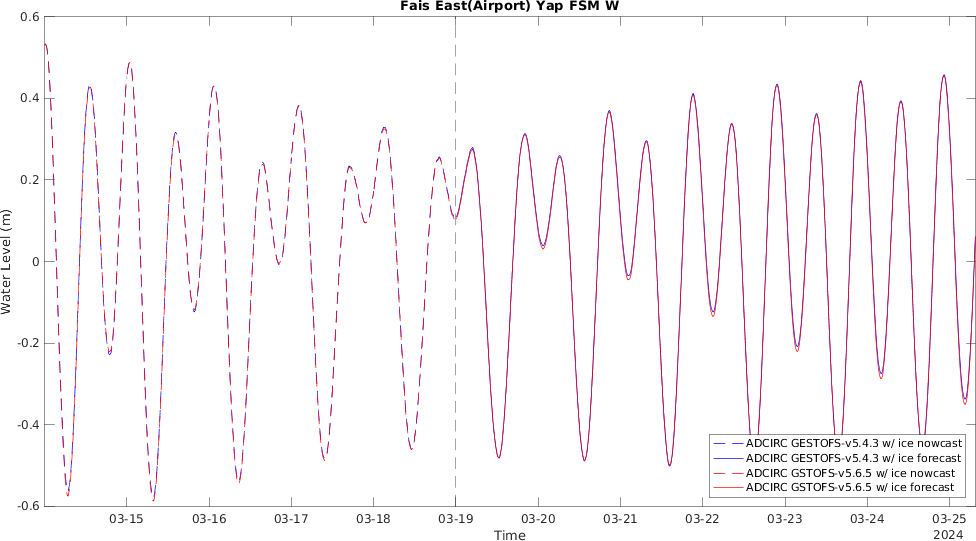 Fais East(Airport) Yap FSM W
0.6
0.4
0.2
0
-0.2
-0.4
-0.6
Water Level (m)
ADCIRC GESTOFS-v5.4.3 w/ ice nowcast
ADCIRC GESTOFS-v5.4.3 w/ ice forecast
ADCIRC GSTOFS-v5.6.5 w/ ice nowcast
ADCIRC GSTOFS-v5.6.5 w/ ice forecast
03-15 03-16 03-17 03-18 03-19 03-20 03-21 03-22 03-23 03-24 03-25
Time 2024